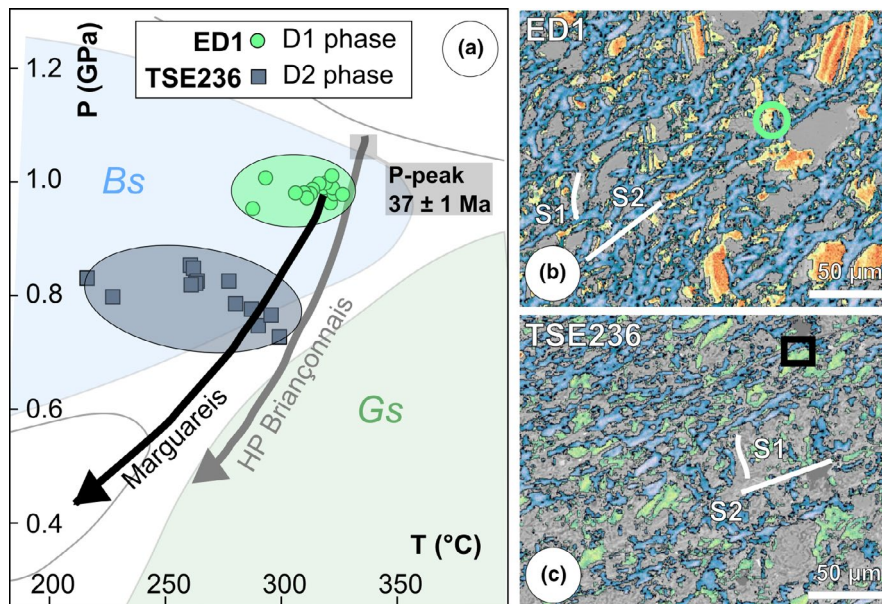 P (GPa)
ED1 D1 phase
TSE236 D2 phase
(a)
1.2
1.0
0.8
0.6
0.4
Bs
P-peak
37 ± 1 Ma
Gs
Marguareis
HP Briançonnais
T (°C)
200
250
300
350
ED1
S1
S2
(b)
50 µm
TSE236
S1
S2
(c)
50 µm